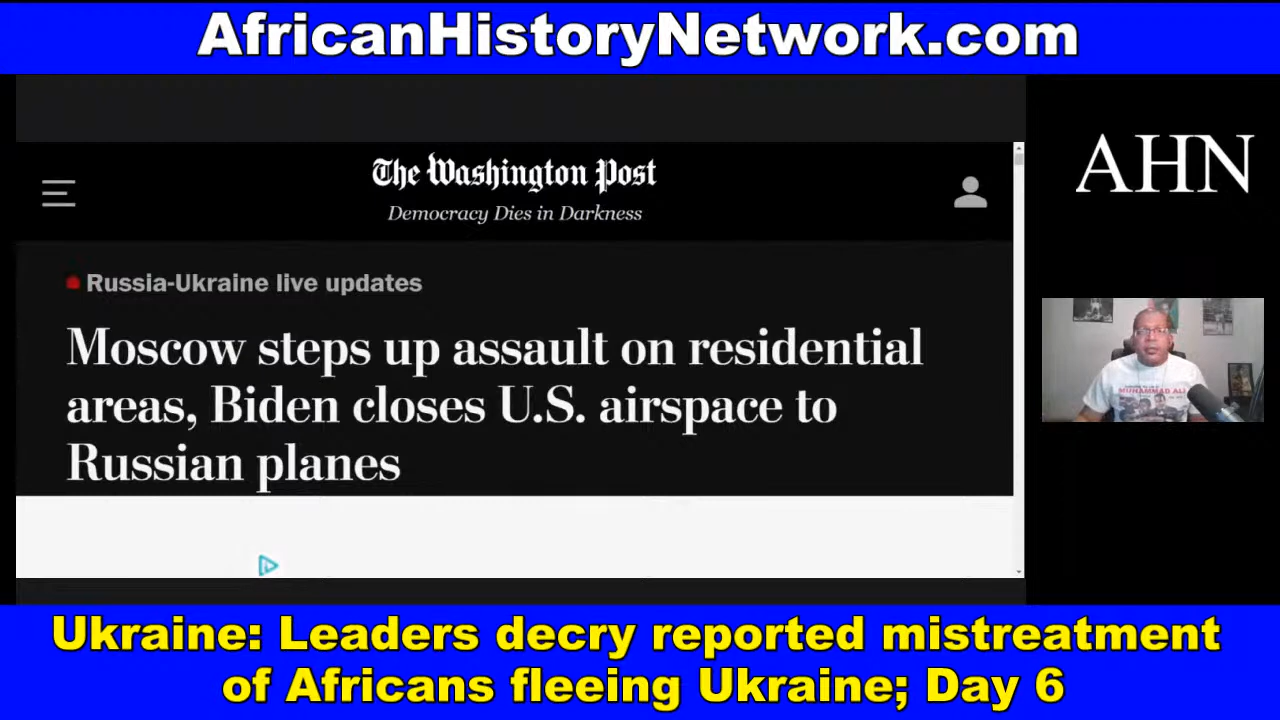 AfricanHistoryNetwork.com
The Washington Post
Democracy Dies in Darkness
AHN
Russia-Ukraine live updates
Moscow steps up assault on residential
areas, Biden closes U.S. airspace to
Russian planes
MUHAMMAD ALI
Ukraine: Leaders decry reported mistreatment
of Africans fleeing Ukraine; Day 6